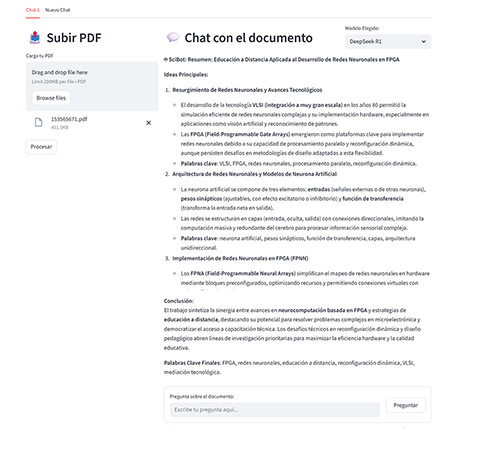 Chat 1 Nuevo Chat
Subir PDF
Carga tu PDF
Drag and drop file here
Limit 200MB per file • PDF
Browse files
153565671.pdf
451.5KB
Procesar
Chat con el documento
Modelo Elegido:
DeepSeek R1
SciBot: Resumen: Educación a Distancia Aplicada al Desarrollo de Redes Neuronales en FPGA
Ideas Principales:
1. Resurgimiento de Redes Neuronales y Avances Tecnológicos
El desarrollo de la tecnología VLSI (integración a muy gran escala) en los años 80 permitió la
simulación eficiente de redes neuronales complejas y su implementación hardware, especialmente en
aplicaciones como visión artificial y reconocimiento de patrones.
Las FPGA (Field-Programmable Gate Arrays) emergieron como plataformas clave para implementar
redes neuronales debido a su capacidad de procesamiento paralelo y reconfiguración dinámica,
aunque persisten desafíos en metodologías de diseño adaptadas a esta flexibilidad.
Palabras clave: VLSI, FPGA, redes neuronales, procesamiento paralelo, reconfiguración dinámica.
2. Arquitectura de Redes Neuronales y Modelos de Neurona Artificial
La neurona artificial se compone de tres elementos: entradas (señales externas o de otras neuronas),
pesos sinápticos (ajustables, con efecto excitatorio o inhibitorio) y función de transferencia
(transforma la entrada neta en salida).
Las redes se estructuran en capas (entrada, oculta, salida) con conexiones direccionales, imitando la
computación masiva y redundante del cerebro para procesar información sensorial compleja.
Palabras clave: neurona artificial, pesos sinápticos, función de transferencia, capas, arquitectura
unidireccional.
3. Implementación de Redes Neuronales en FPGA (FPNN)
Los FPNA (Field-Programmable Neural Arrays) simplifican el mapeo de redes neuronales en hardware
mediante bloques preconfigurados, optimizando recursos y permitiendo conexiones virtuales con
Conclusión:
El trabajo sintetiza la sinergia entre avances en neurocomputación basada en FPGA y estrategias de
educación a distancia, destacando su potencial para resolver problemas complejos en microelectrónica y
democratizar el acceso a capacitación técnica. Los desafíos técnicos en reconfiguración dinámica y diseño
pedagógico abren líneas de investigación prioritarias para maximizar la eficiencia hardware y la calidad
educativa.
Palabras Clave Finales: FPGA, redes neuronales, educación a distancia, reconfiguración dinámica, VLSI,
mediación tecnológica.
Pregunta sobre el documento:
Escribe tu pregunta aquí...
Preguntar